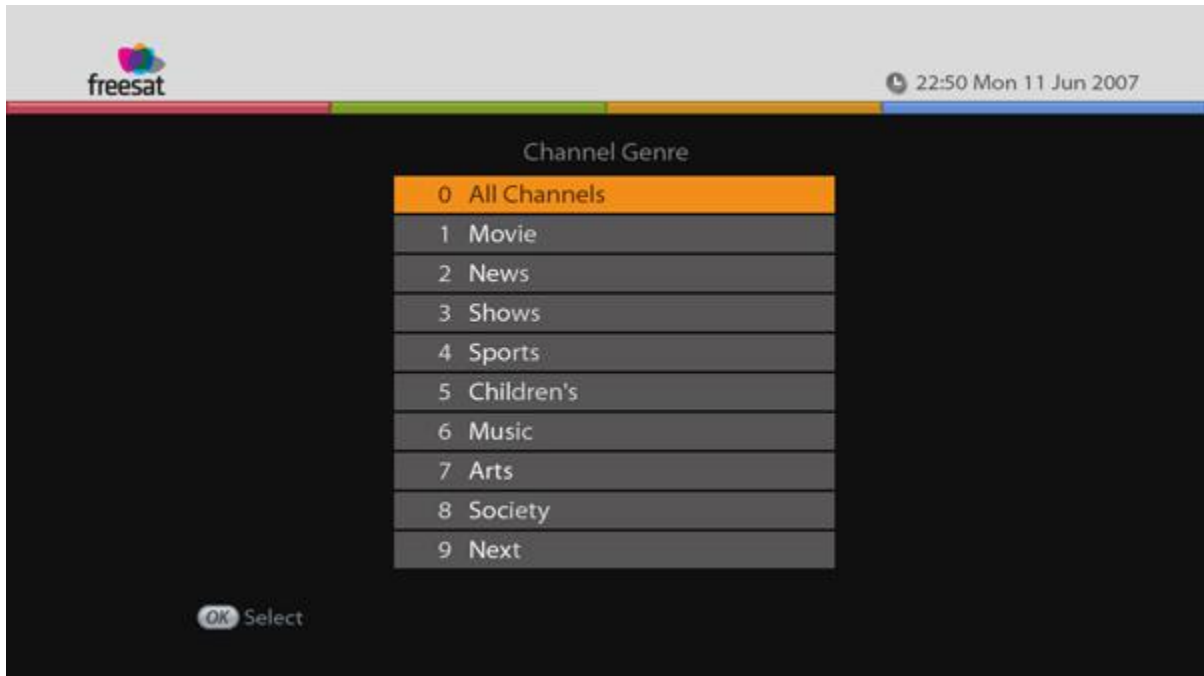 freesat
22:50 Mon 11 Jun 2007
Channel Genre
0 All Channels
1 Movie
2 News
3 Shows
4 Sports
5 Children's
6 Music
7 Arts
8 Society
9 Next
OK Select